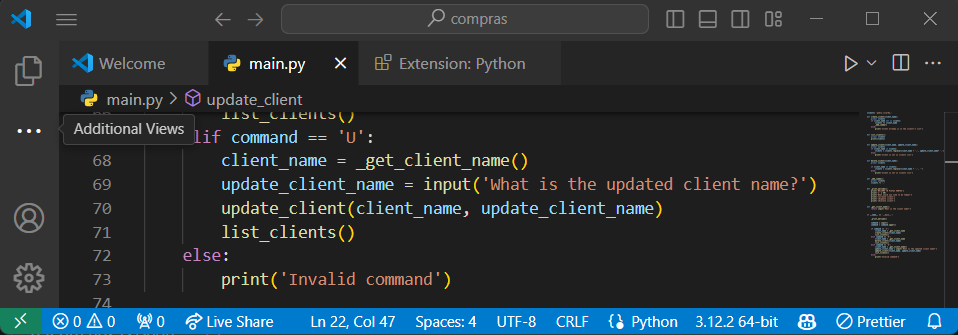 compras
Welcome
main.py
Extension: Python
main.py > update_client
list_clients()
Additional Views
lif command == 'U':
68 client_name = _get_client_name()
69 update_client_name = input('What is the updated client name?')
70 update_client(client_name, update_client_name)
71 list_clients()
72 else:
73 print('Invalid command')
74
0 0 0 Live Share Ln 22, Col 47 Spaces: 4 UTF-8 CRLF Python 3.12.2 64-bit Prettier